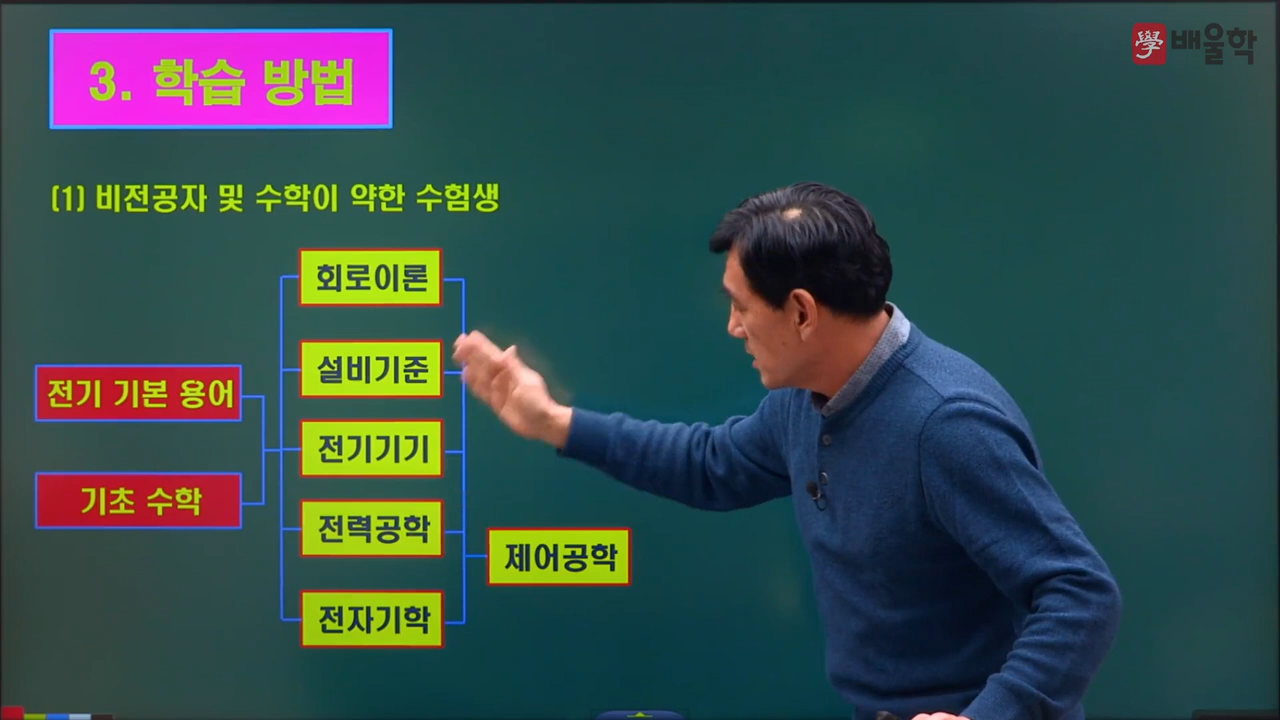 3. 학습 방법
學 배울학
(1) 비전공자 및 수학이 약한 수험생
회로이론
설비기준
전기 기본 용어
전기기기
기초 수학
전력공학
제어공학
전자기학